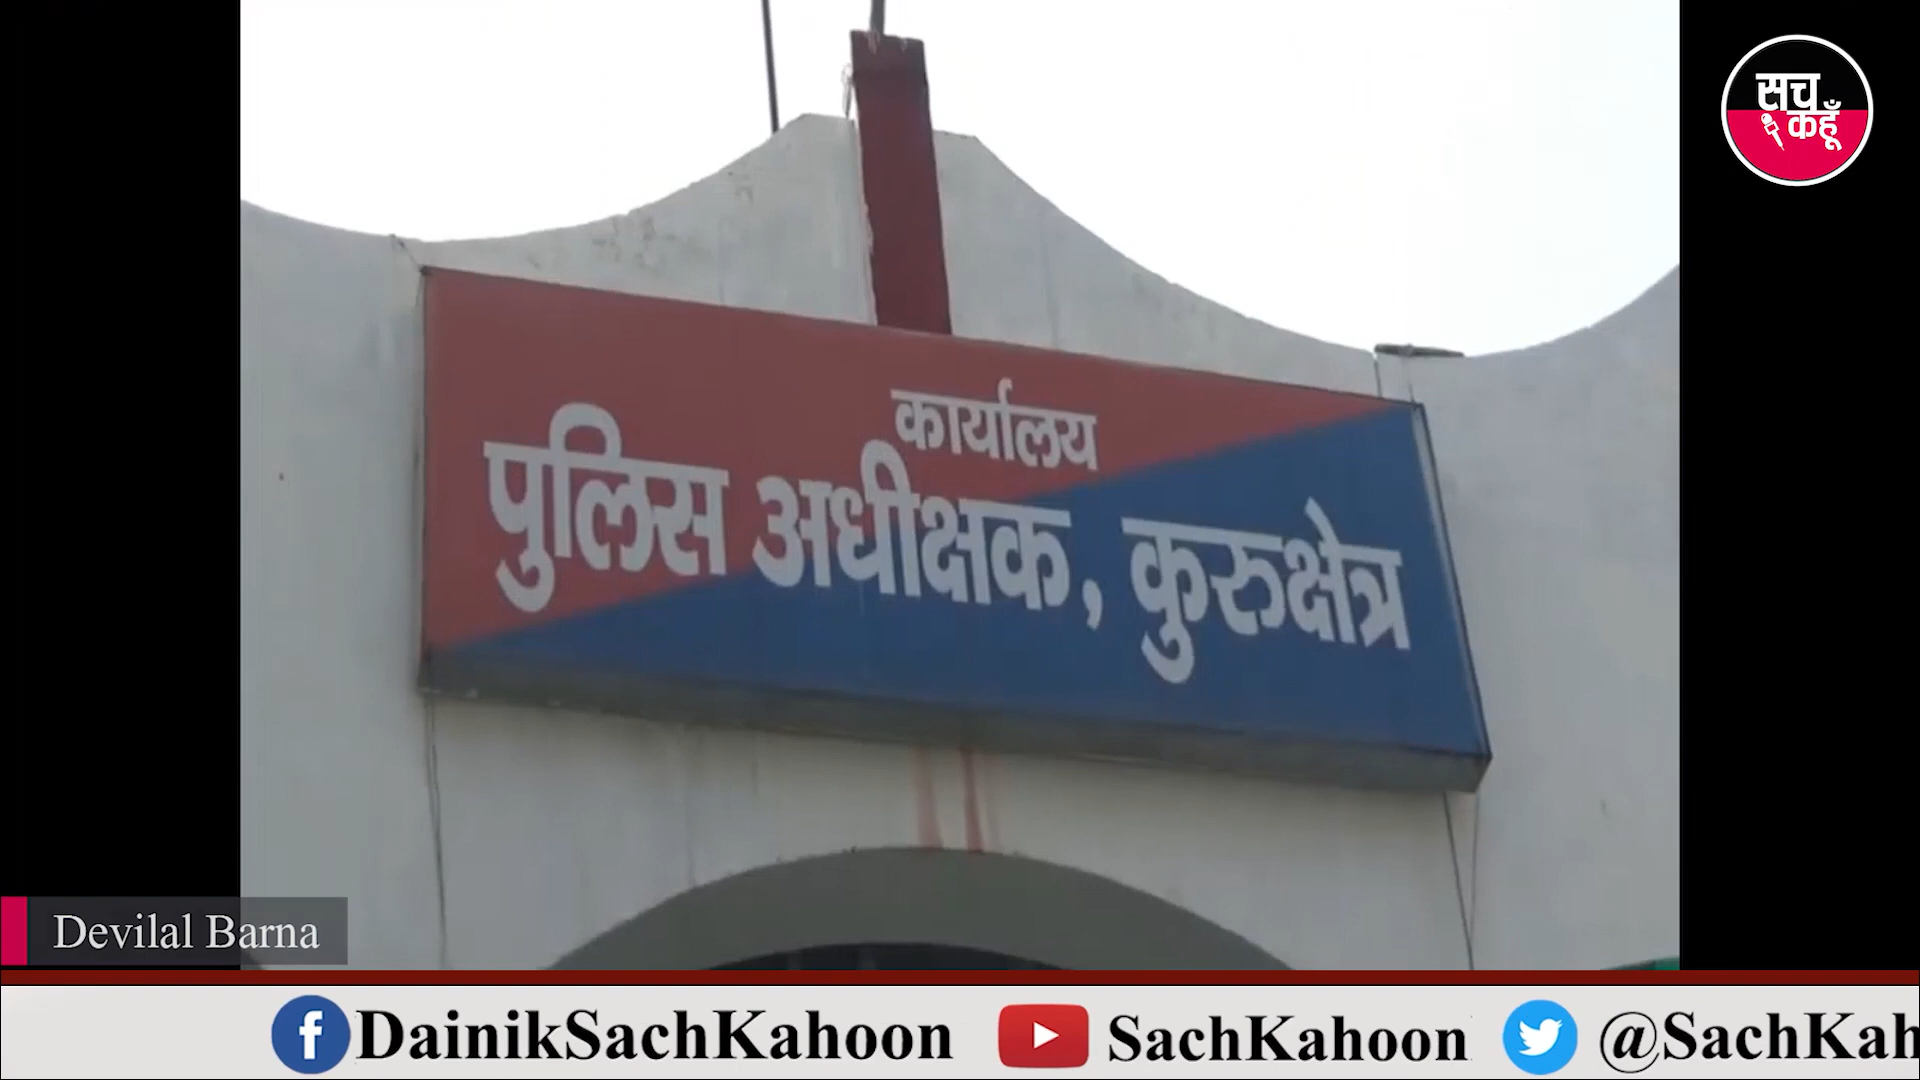 सच
कहूँ
कार्यालय
पुलिस अधीक्षक, कुरुक्षेत्र
Devilal Barna
DainikSachKahoon SachKahoon @SachKah